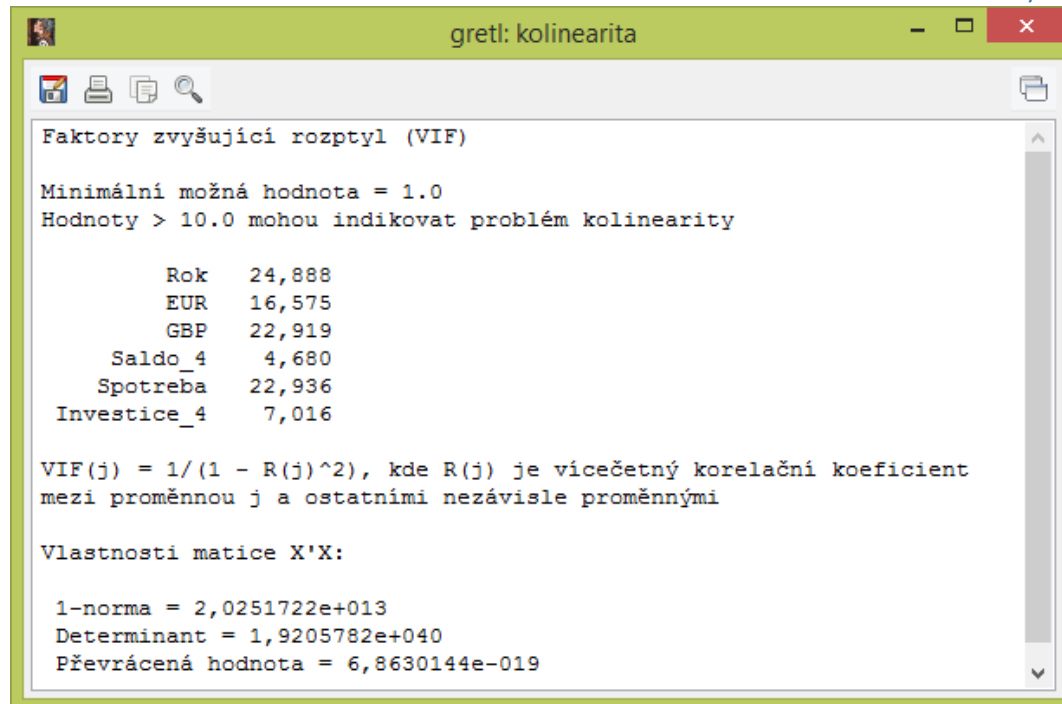 gretl: kolinearita
Faktory zvyšující rozptyl (VIF)
Minimální možná hodnota = 1.0
Hodnoty > 10.0 mohou indikovat problém kolinearity
Rok 24,888
EUR 16,575
GBP 22,919
Saldo_4 4,680
Spotreba 22,936
Investice_4 7,016
VIF(j) = 1/(1 - R(j)^2), kde R(j) je vícečetný korelační koeficient
mezi proměnnou j a ostatními nezávisle proměnnými
Vlastnosti matice X'X:
1-norma = 2,0251722e+013
Determinant = 1,9205782e+040
Převrácená hodnota = 6,8630144e-019